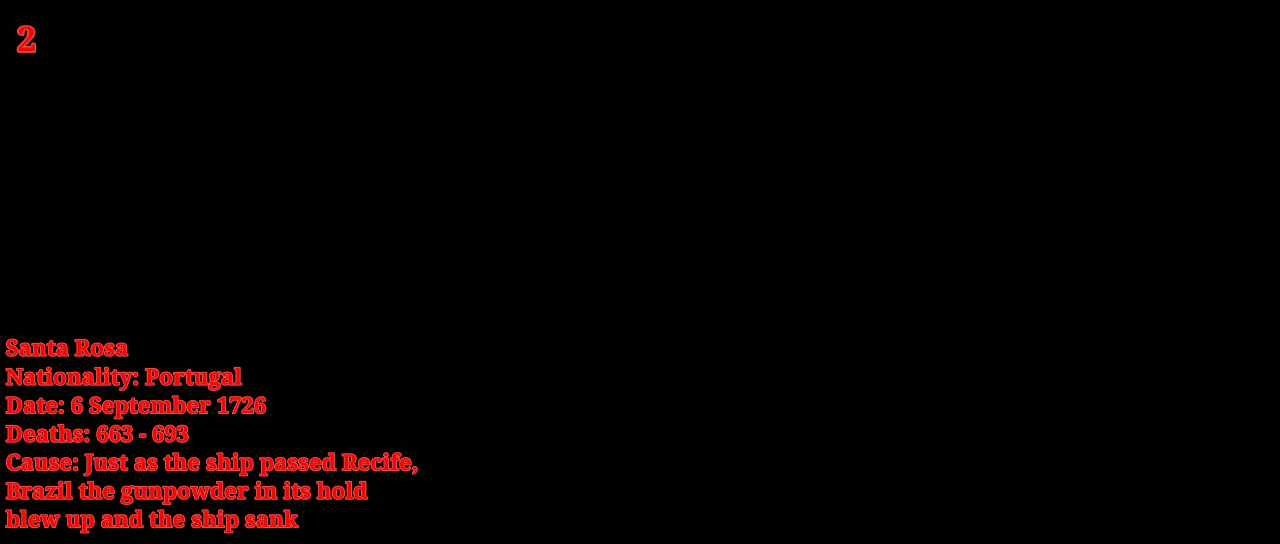 2
Santa Rosa
Nationality: Portugal
Date: 6 September 1726
Deaths: 663 - 693
Cause: Just as the ship passed Recife,
Brazil the gunpowder in its hold
blew up and the ship sank